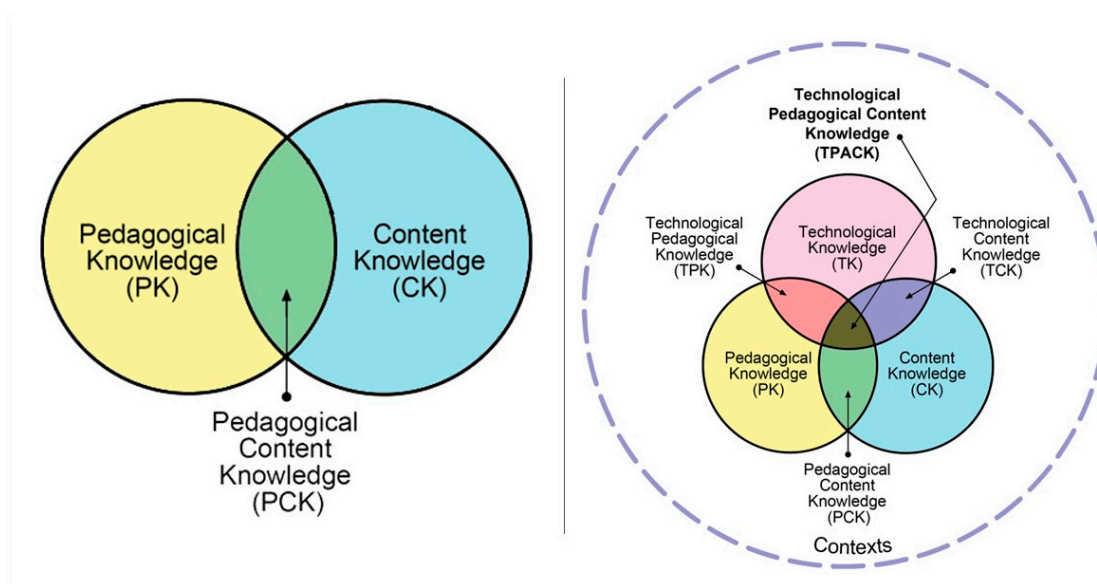 Pedagogical
Knowledge
(PK)
Content
Knowledge
(CK)
Pedagogical
Content
Knowledge
(PCK)
Technological
Pedagogical Content
Knowledge
(TPACK)
Technological
Pedagogical
Knowledge
(TPK)
Technological
Knowledge
(TK)
Technological
Content
Knowledge
(TCK)
Pedagogical
Knowledge
(PK)
Content
Knowledge
(CK)
Pedagogical
Content
Knowledge
(PCK)
Contexts